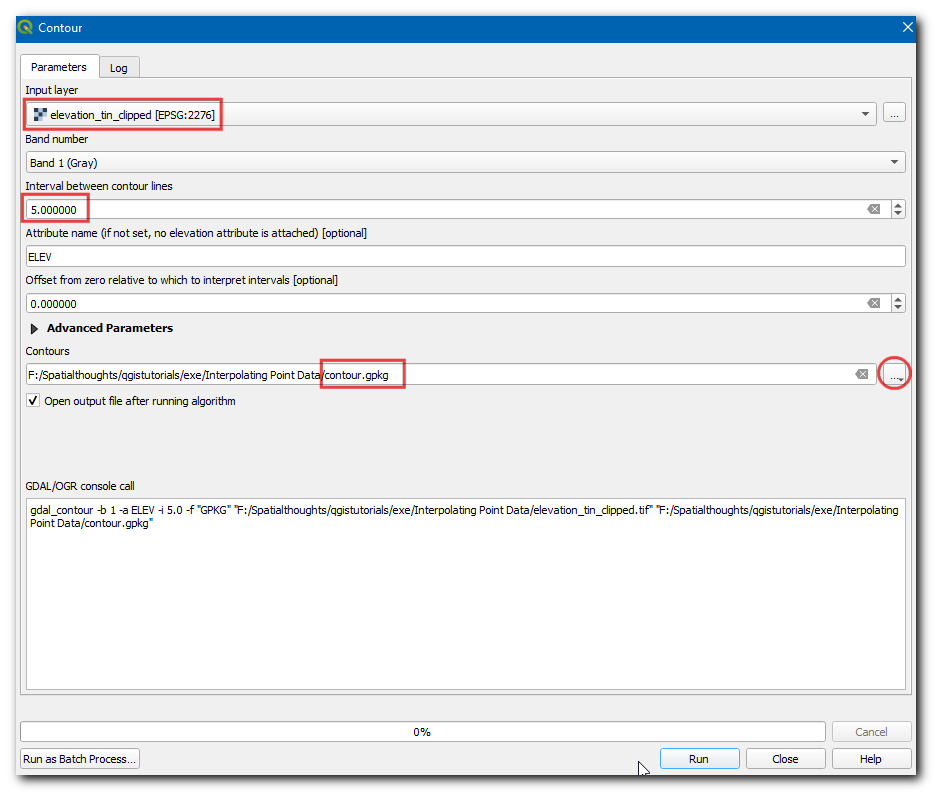 Contour
Parameters
Log
Input layer
elevation_tin_clipped [EPSG:2276]
...
Band number
Band 1 (Gray)
Interval between contour lines
5.000000
Attribute name (if not set, no elevation attribute is attached) [optional]
ELEV
Offset from zero relative to which to interpret intervals [optional]
0.000000
Advanced Parameters
Contours
F:/Spatialthoughts/qgistutorials/exe/Interpolating Point Data/contour.gpkg
...
Open output file after running algorithm
GDAL/OGR console call
gdal_contour -b 1 -a ELEV -i 5.0 -f "GPKG" "F:/Spatialthoughts/qgistutorials/exe/Interpolating Point Data/elevation_tin_clipped.tif" "F:/Spatialthoughts/qgistutorials/exe/Interpolating
Point Data/contour.gpkg"
0%
Cancel
Run as Batch Process...
Run
Close
Help